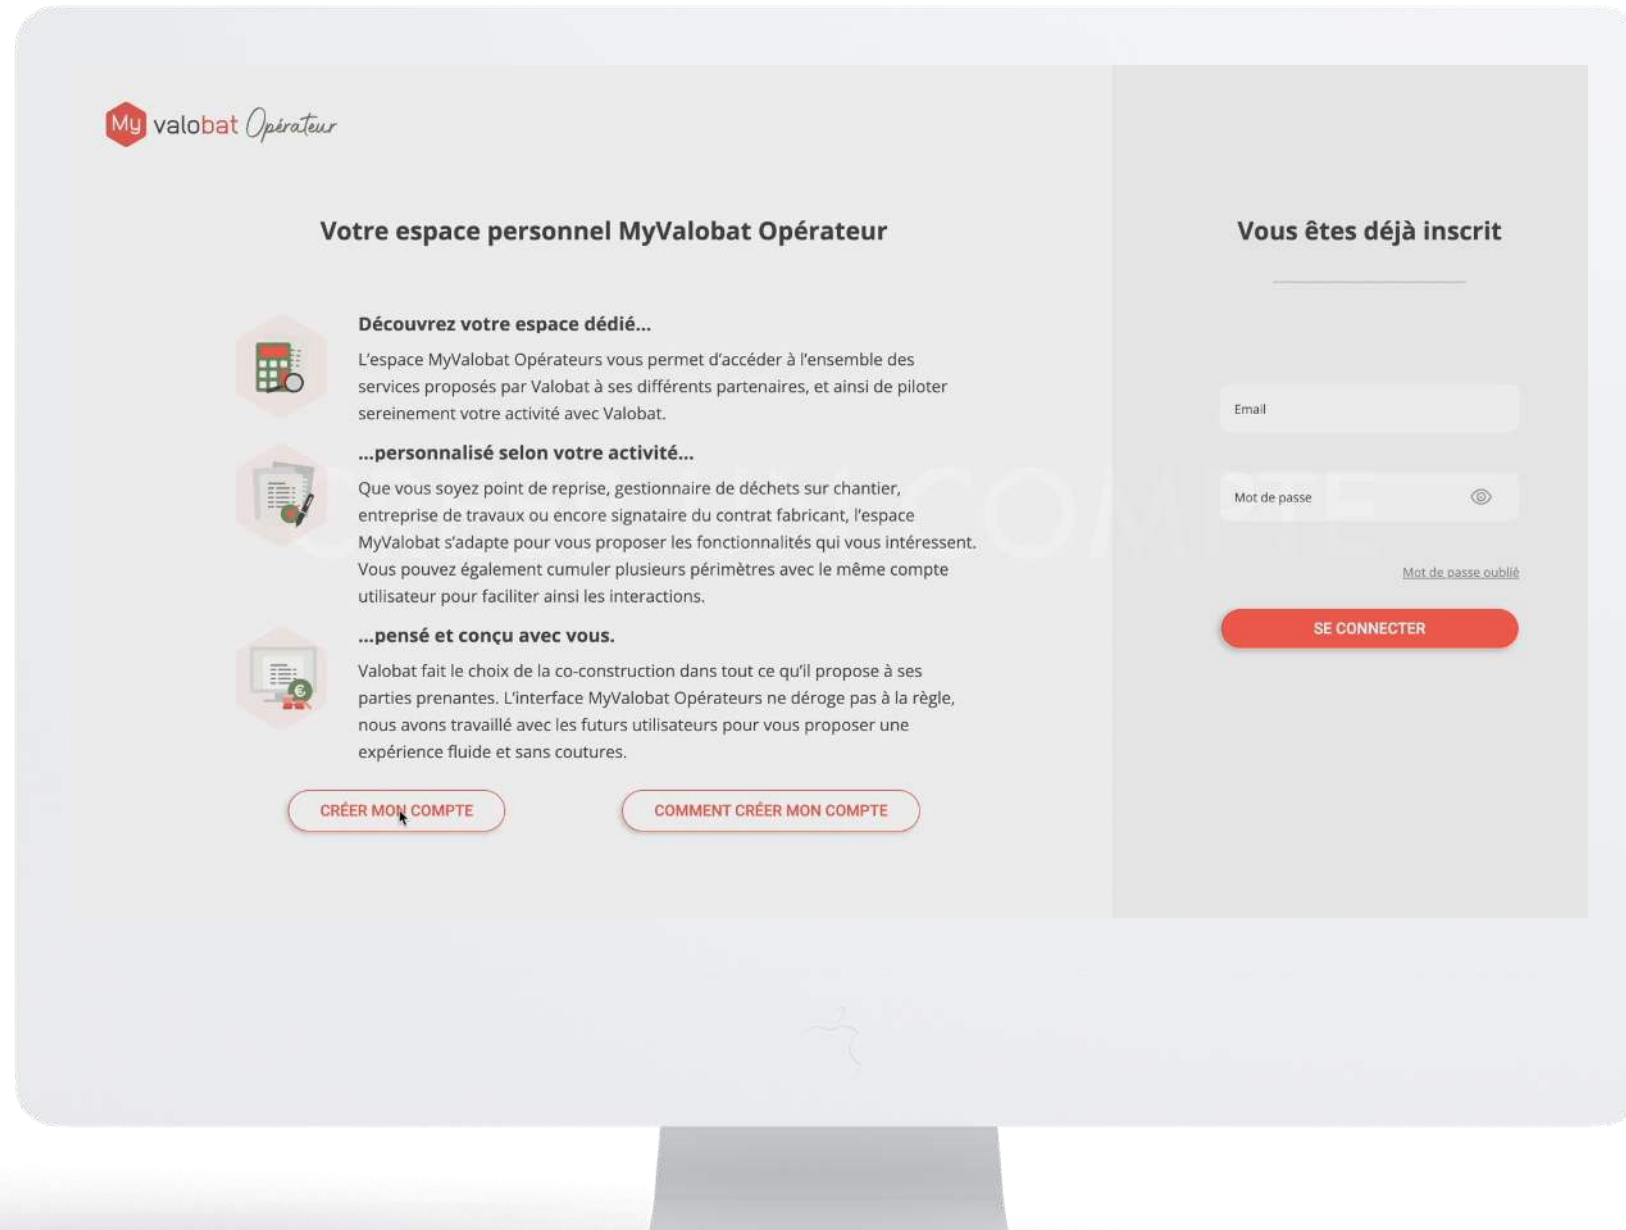 My valobat Opérateur
Votre espace personnel MyValobat Opérateur
Découvrez votre espace dédié...
L'espace MyValobat Opérateurs vous permet d'accéder à l'ensemble des
services proposés par Valobat à ses différents partenaires, et ainsi de piloter
sereinement votre activité avec Valobat.
...personnalisé selon votre activité...
Que vous soyez point de reprise, gestionnaire de déchets sur chantier,
entreprise de travaux ou encore signataire du contrat fabricant, l'espace
MyValobat s'adapte pour vous proposer les fonctionnalités qui vous intéressent.
Vous pouvez également cumuler plusieurs périmètres avec le même compte
utilisateur pour faciliter ainsi les interactions.
...pensé et conçu avec vous.
Valobat fait le choix de la co-construction dans tout ce qu'il propose à ses
parties prenantes. L'interface MyValobat Opérateurs ne déroge pas à la règle,
nous avons travaillé avec les futurs utilisateurs pour vous proposer une
expérience fluide et sans coutures.
CRÉER MON COMPTE
COMMENT CRÉER MON COMPTE
Vous êtes déjà inscrit
Email
Mot de passe
Mot de passe oublié
SE CONNECTER
COMPTE